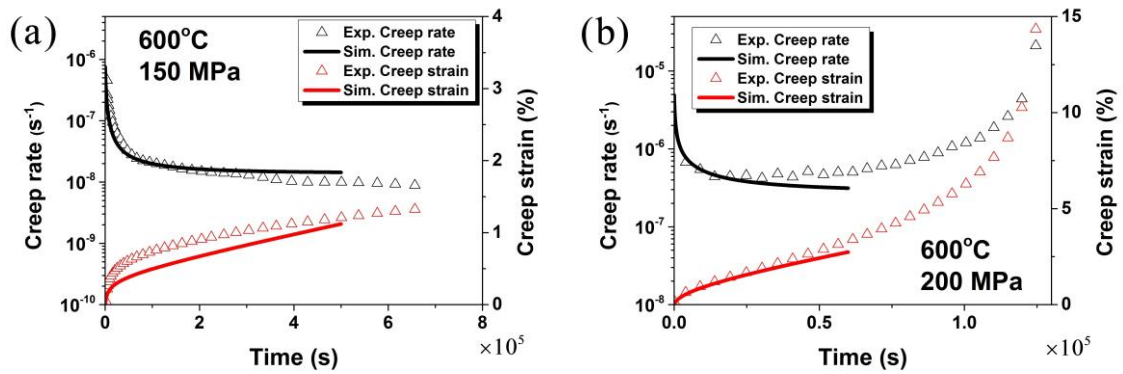 (a)
600°C
150 MPa
Exp. Creep rate
Sim. Creep rate
Exp. Creep strain
Sim. Creep strain
Creep rate (s⁻¹)
10⁻⁶
10⁻⁷
10⁻⁸
10⁻⁹
10⁻¹⁰
Creep strain (%)
4
3
2
1
0
0 2 4 6 8
Time (s)
×10⁵
(b)
Exp. Creep rate
Sim. Creep rate
Exp. Creep strain
Sim. Creep strain
600°C
200 MPa
Creep rate (s⁻¹)
10⁻⁵
10⁻⁶
10⁻⁷
10⁻⁸
Creep strain (%)
15
10
5
0
0.0 0.5 1.0
Time (s)
×10⁵